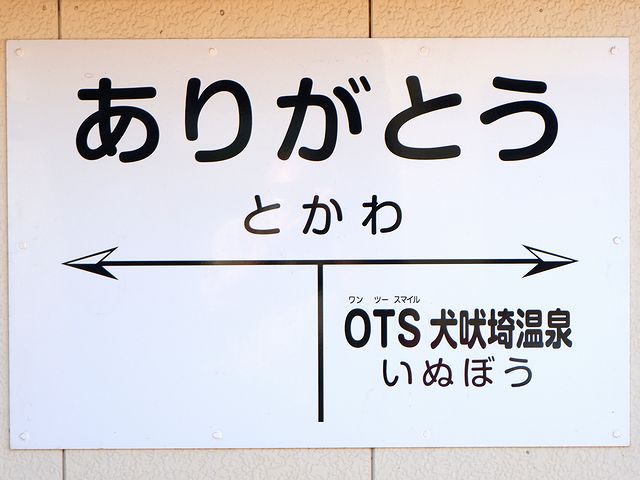 ありがとう
とかわ
ワン ツー スマイル
OTS 犬吠埼温泉
いぬぼう